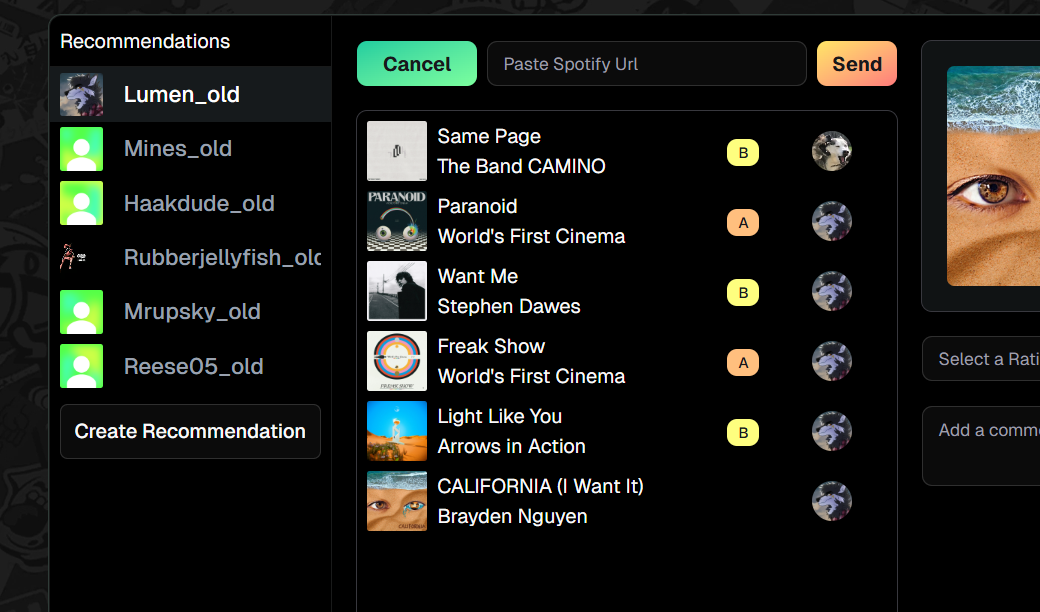 Recommendations
Lumen_old
Mines_old
Haakdude_old
Rubberjellyfish_old
Mrupsky_old
Reese05_old
Create Recommendation
Cancel
Paste Spotify Url
Send
Same Page
The Band CAMINO
B
PARANOID
Paranoid
World's First Cinema
A
Want Me
Stephen Dawes
B
Freak Show
World's First Cinema
A
FREAK SHOW
Light Like You
Arrows in Action
B
CALIFORNIA (I Want It)
Brayden Nguyen
CALIFORNIA
Select a Rati
Add a comm